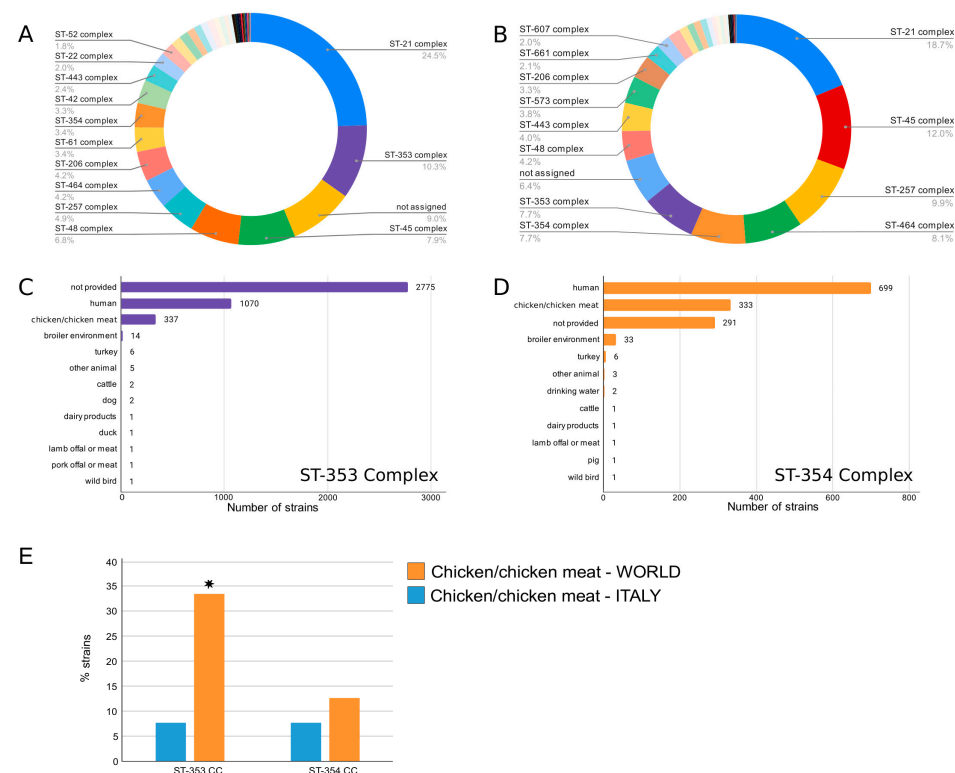 A
ST-52 complex
1.8%
ST-22 complex
2.0%
ST-443 complex
2.4%
ST-42 complex
3.3%
ST-354 complex
3.4%
ST-61 complex
3.4%
ST-206 complex
4.2%
ST-464 complex
4.2%
ST-257 complex
4.9%
ST-48 complex
6.8%
ST-21 complex
24.5%
ST-353 complex
10.3%
not assigned
9.0%
ST-45 complex
7.9%
B
ST-607 complex
2.0%
ST-661 complex
2.1%
ST-206 complex
3.3%
ST-573 complex
3.8%
ST-443 complex
4.0%
ST-48 complex
4.2%
not assigned
6.4%
ST-353 complex
7.7%
ST-354 complex
7.7%
ST-21 complex
18.7%
ST-45 complex
12.0%
ST-257 complex
9.9%
ST-464 complex
8.1%
C
not provided 2775
human 1070
chicken/chicken meat 337
broiler environment 14
turkey 6
other animal 5
cattle 2
dog 2
dairy products 1
duck 1
lamb offal or meat 1
pork offal or meat 1
wild bird 1
ST-353 Complex
0 1000 2000 3000
Number of strains
D
human 699
chicken/chicken meat 333
not provided 291
broiler environment 33
turkey 6
other animal 3
drinking water 2
cattle 1
dairy products 1
lamb offal or meat 1
pig 1
wild bird 1
ST-354 Complex
0 200 400 600 800
Number of strains
E
% strains
40
35
30
25
20
15
10
5
0
ST-353 CC ST-354 CC
Chicken/chicken meat - WORLD
Chicken/chicken meat - ITALY